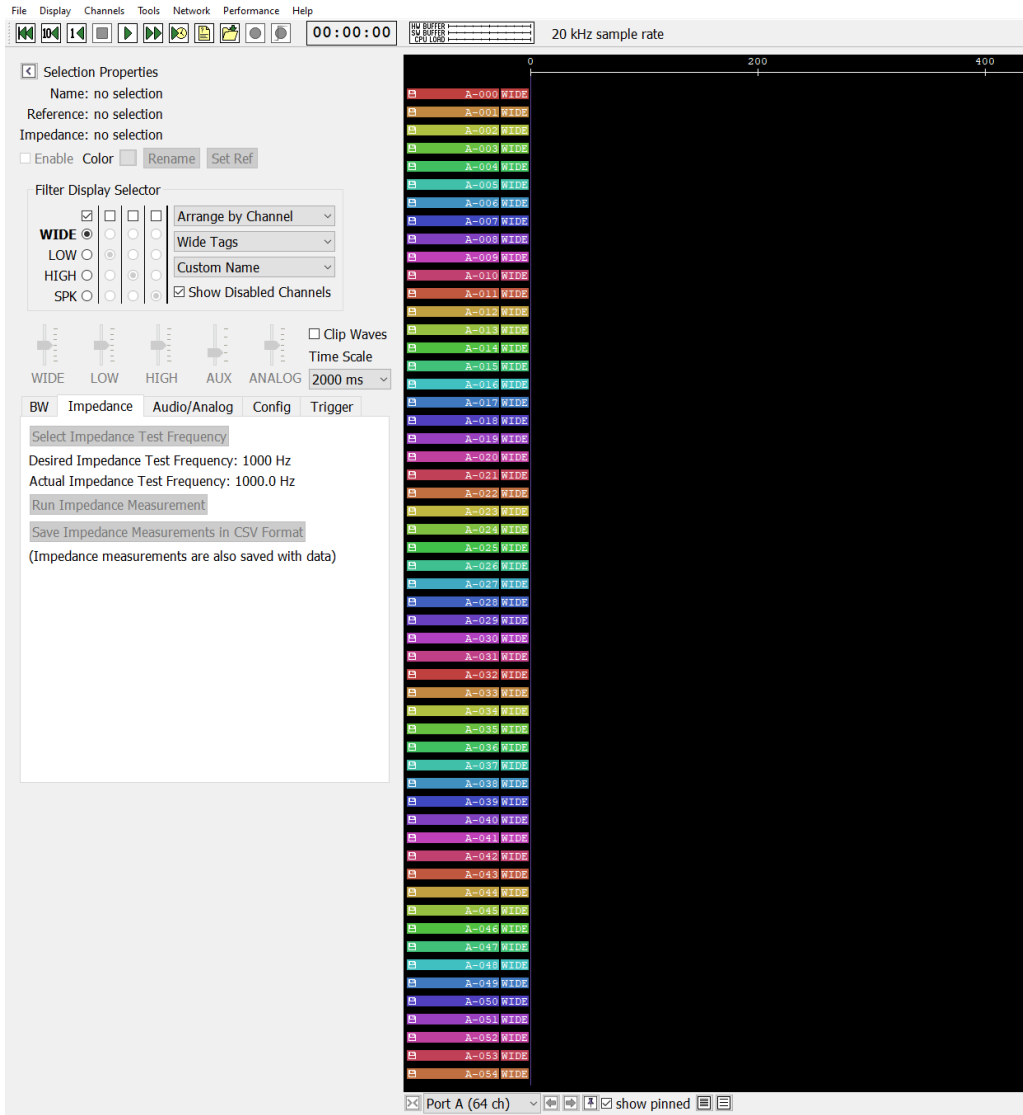 File Display Channels Tools Network Performance Help
10 1 00:00:00 HW BUFFER SW BUFFER CPU LOAD 20 kHz sample rate
Selection Properties
Name: no selection
Reference: no selection
Impedance: no selection
Enable Color Rename Set Ref
Filter Display Selector
Arrange by Channel
WIDE
Wide Tags
LOW
Custom Name
HIGH
Show Disabled Channels
SPK
Clip Waves
Time Scale
WIDE LOW HIGH AUX ANALOG 2000 ms
BW Impedance Audio/Analog Config Trigger
Select Impedance Test Frequency
Desired Impedance Test Frequency: 1000 Hz
Actual Impedance Test Frequency: 1000.0 Hz
Run Impedance Measurement
Save Impedance Measurements in CSV Format
(Impedance measurements are also saved with data)
0 200 400
A-000 WIDE
A-001 WIDE
A-002 WIDE
A-003 WIDE
A-004 WIDE
A-005 WIDE
A-006 WIDE
A-007 WIDE
A-008 WIDE
A-009 WIDE
A-010 WIDE
A-011 WIDE
A-012 WIDE
A-013 WIDE
A-014 WIDE
A-015 WIDE
A-016 WIDE
A-017 WIDE
A-018 WIDE
A-019 WIDE
A-020 WIDE
A-021 WIDE
A-022 WIDE
A-023 WIDE
A-024 WIDE
A-025 WIDE
A-026 WIDE
A-027 WIDE
A-028 WIDE
A-029 WIDE
A-030 WIDE
A-031 WIDE
A-032 WIDE
A-033 WIDE
A-034 WIDE
A-035 WIDE
A-036 WIDE
A-037 WIDE
A-038 WIDE
A-039 WIDE
A-040 WIDE
A-041 WIDE
A-042 WIDE
A-043 WIDE
A-044 WIDE
A-045 WIDE
A-046 WIDE
A-047 WIDE
A-048 WIDE
A-049 WIDE
A-050 WIDE
A-051 WIDE
A-052 WIDE
A-053 WIDE
A-054 WIDE
Port A (64 ch) show pinned